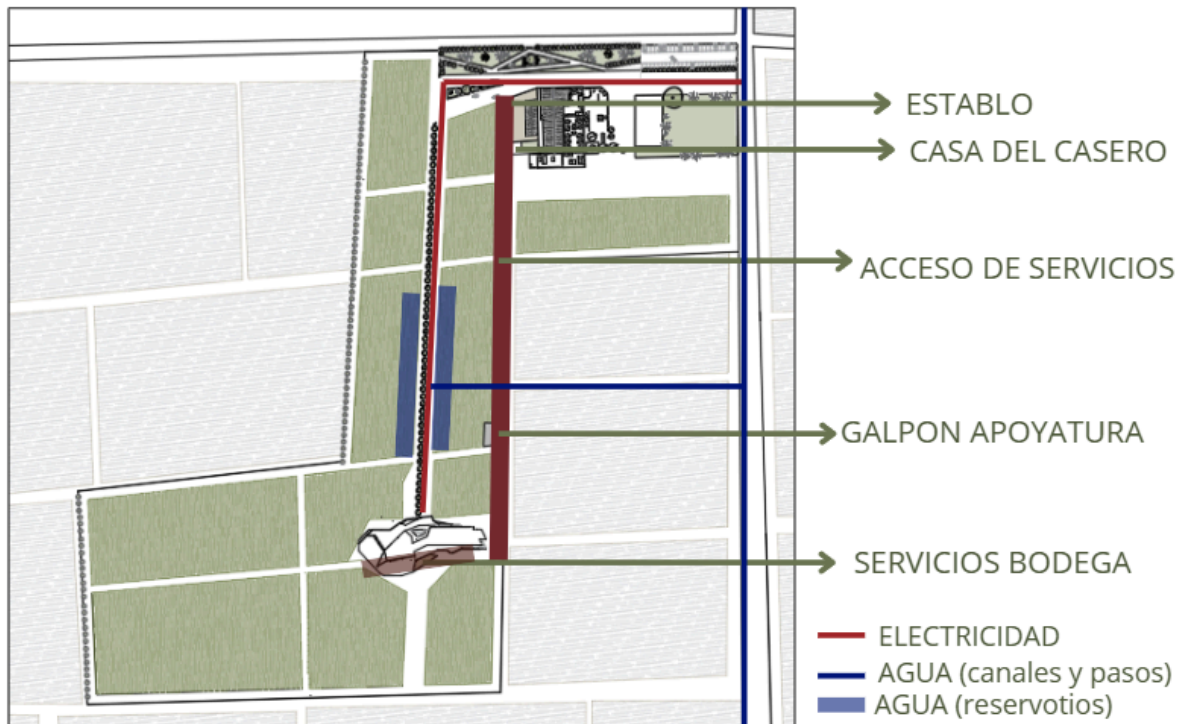 ESTABLO
CASA DEL CASERO
ACCESO DE SERVICIOS
GALPON APOYATURA
SERVICIOS BODEGA
ELECTRICIDAD
AGUA (canales y pasos)
AGUA (reservotios)